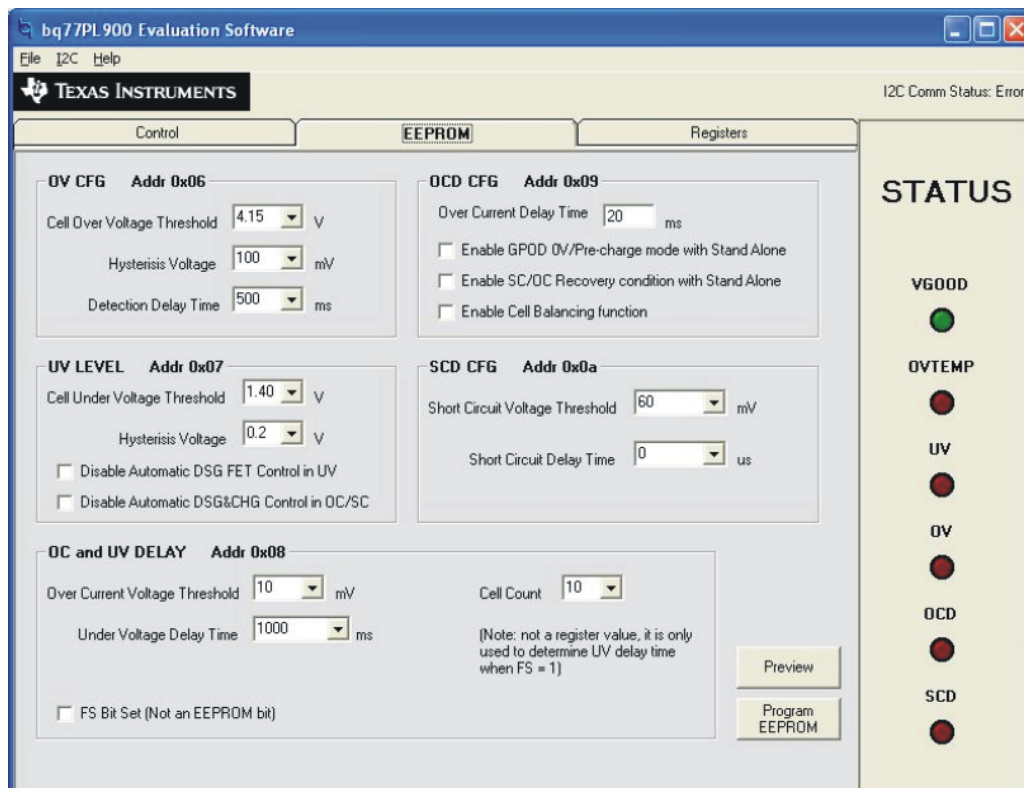 bq77PL900 Evaluation Software
File I2C Help
TEXAS INSTRUMENTS
I2C Comm Status: Error
Control
EEPROM
Registers
OV CFG Addr 0x06
Cell Over Voltage Threshold 4.15 V
Hysterisis Voltage 100 mV
Detection Delay Time 500 ms
OCD CFG Addr 0x09
Over Current Delay Time 20 ms
Enable GPOD 0V/Pre-charge mode with Stand Alone
Enable SC/OC Recovery condition with Stand Alone
Enable Cell Balancing function
UV LEVEL Addr 0x07
Cell Under Voltage Threshold 1.40 V
Hysterisis Voltage 0.2 V
Disable Automatic DSG FET Control in UV
Disable Automatic DSG&CHG Control in OC/SC
SCD CFG Addr 0x0a
Short Circuit Voltage Threshold 60 mV
Short Circuit Delay Time 0 us
OC and UV DELAY Addr 0x08
Over Current Voltage Threshold 10 mV
Under Voltage Delay Time 1000 ms
FS Bit Set (Not an EEPROM bit)
Cell Count 10
(Note: not a register value, it is only
used to determine UV delay time
when FS = 1)
Preview
Program
EEPROM
STATUS
VGOOD
OVTEMP
UV
OV
OCD
SCD